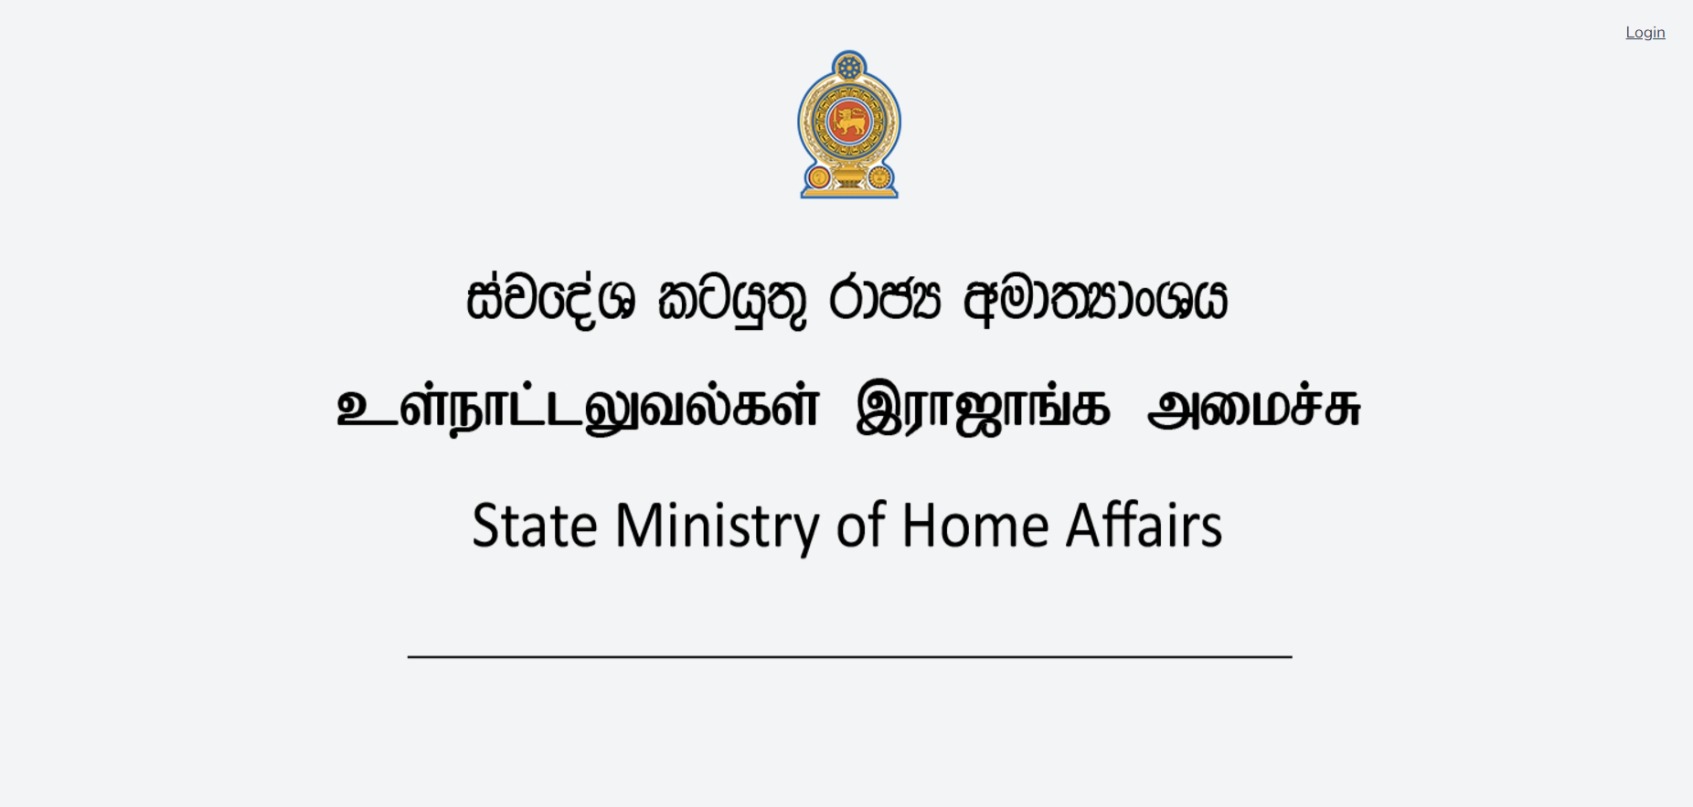 Login
ස්වදේශ කටයුතු රාජ්‍ය අමාත්‍යාංශය
உள்நாட்டலுவல்கள் இராஜாங்க அமைச்சு
State Ministry of Home Affairs